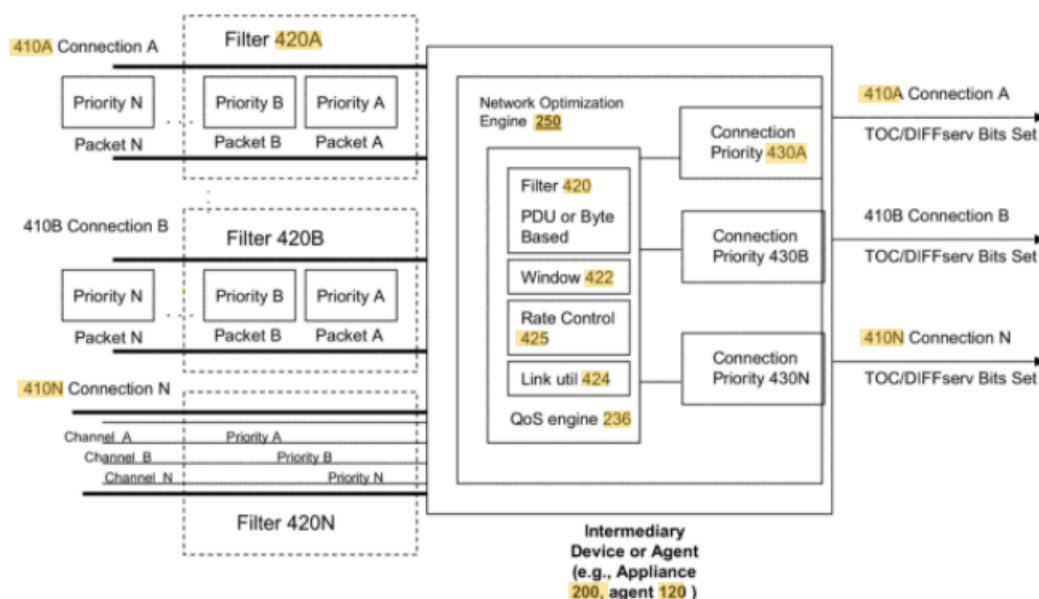 410A Connection A
Filter 420A
Priority N
Priority B
Priority A
. . .
Packet N
Packet B
Packet A
410B Connection B
Filter 420B
Priority N
Priority B
Priority A
. . .
Packet N
Packet B
Packet A
410N Connection N
Channel A
Priority A
Channel B
Priority B
Channel N
Priority N
Filter 420N
Network Optimization
Engine 250
Filter 420
PDU or Byte
Based
Window 422
Rate Control
425
Link util 424
QoS engine 236
Connection
Priority 430A
Connection
Priority 430B
Connection
Priority 430N
410A Connection A
TOC/DIFFserv Bits Set
410B Connection B
TOC/DIFFserv Bits Set
410N Connection N
TOC/DIFFserv Bits Set
Intermediary
Device or Agent
(e.g., Appliance
200, agent 120 )